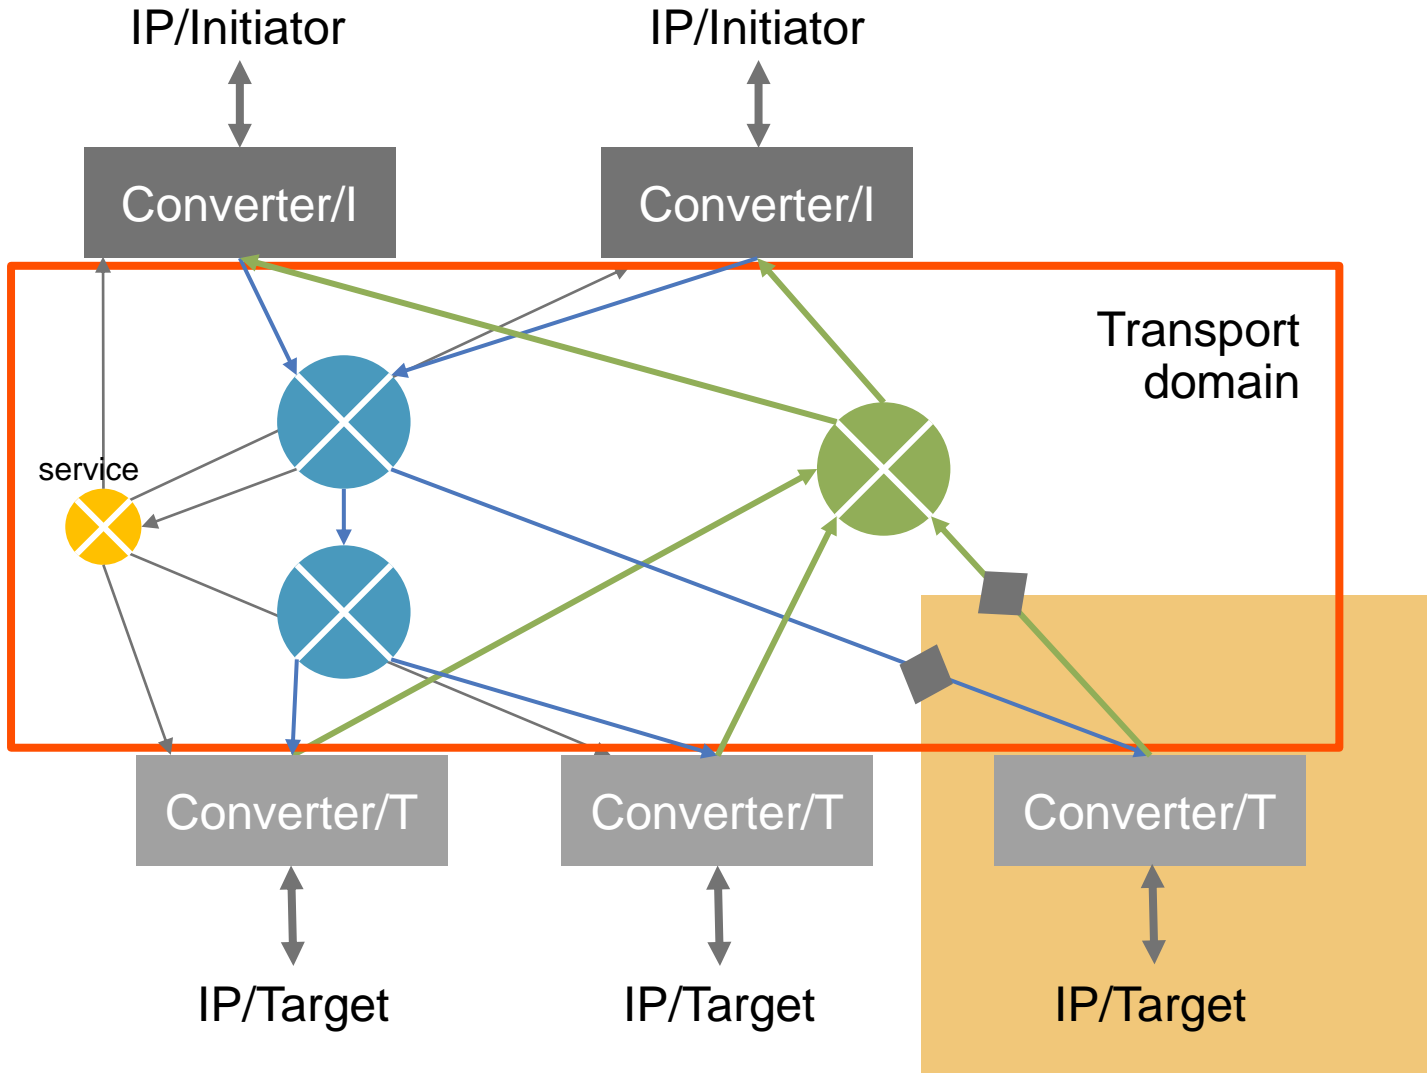 IP/Initiator
IP/Initiator
Converter/I
Converter/I
Transport
domain
service
Converter/T
Converter/T
Converter/T
IP/Target
IP/Target
IP/Target